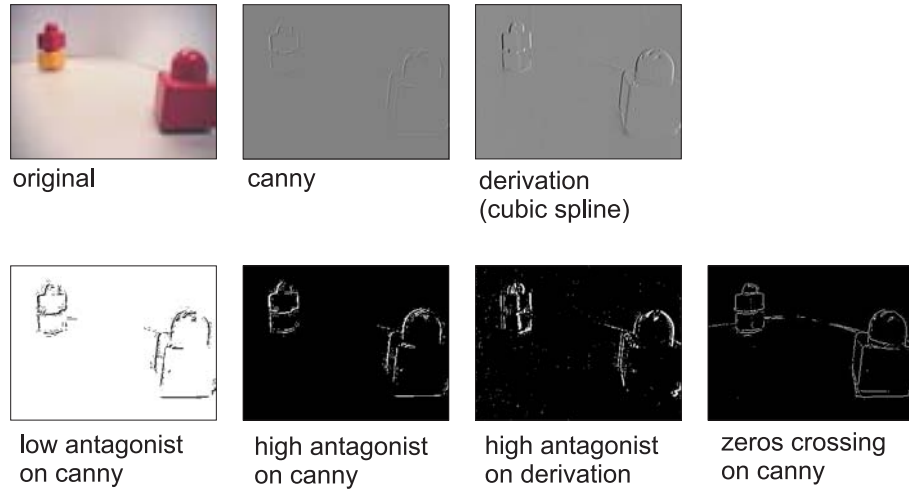 original
canny
derivation
(cubic spline)
low antagonist
on canny
high antagonist
on canny
high antagonist
on derivation
zeros crossing
on canny